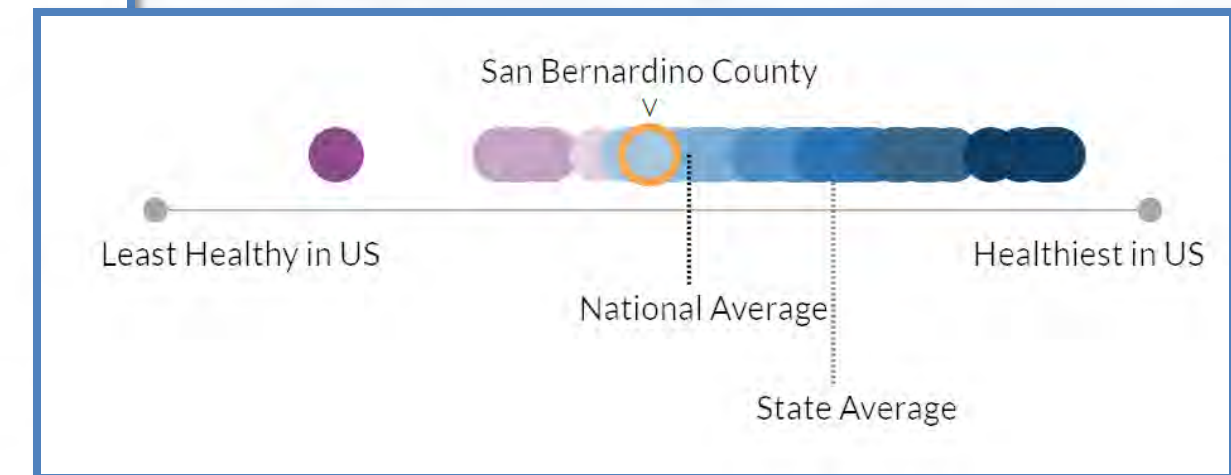 San Bernardino County
Least Healthy in US
Healthiest in US
National Average
State Average